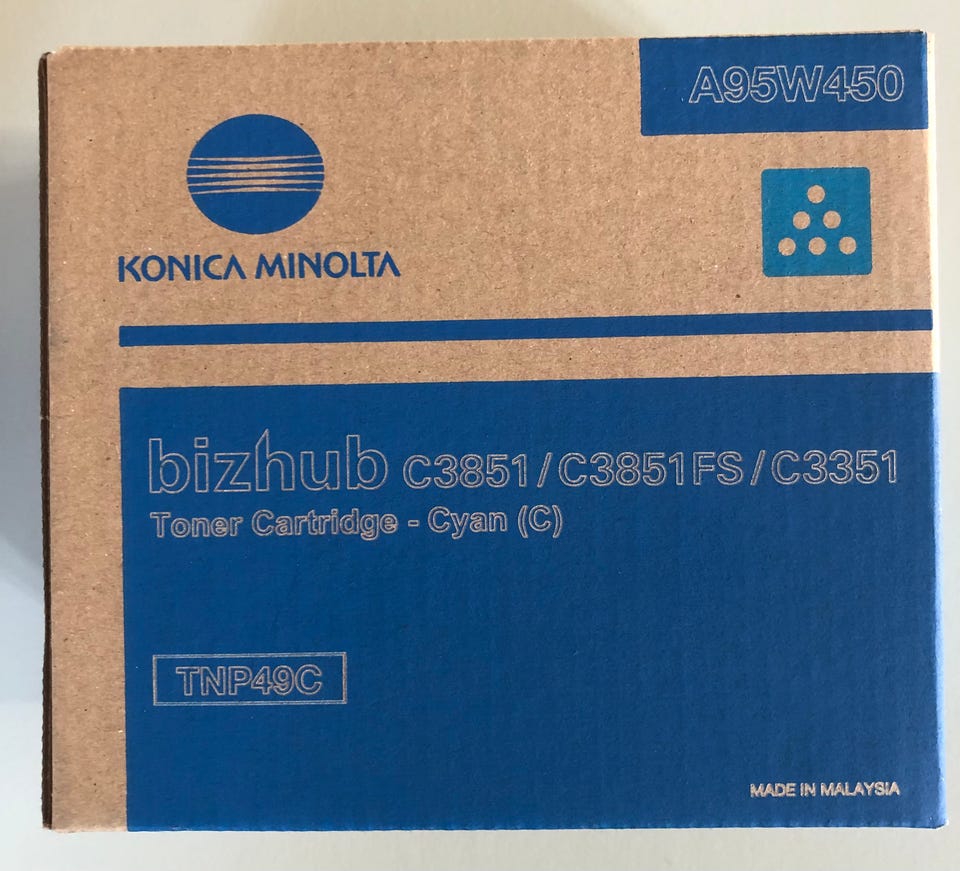 A95W450
KONICA MINOLTA
bizhub C3851/C3851FS/C3351
Toner Cartridge - Cyan (C)
TNP49C
MADE IN MALAYSIA